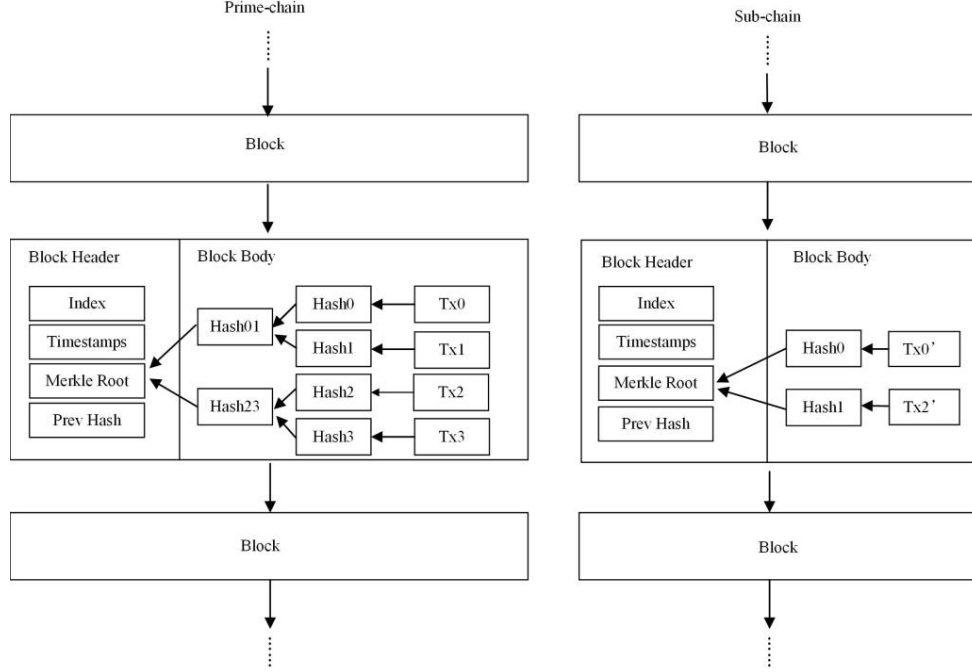 Prime-chain
Sub-chain
Block
Block
Block Header
Block Body
Index
Timestamps
Merkle Root
Prev Hash
Hash01
Hash23
Hash0
Hash1
Hash2
Hash3
Tx0
Tx1
Tx2
Tx3
Block Header
Block Body
Index
Timestamps
Merkle Root
Prev Hash
Hash0
Hash1
Tx0’
Tx2’
Block
Block